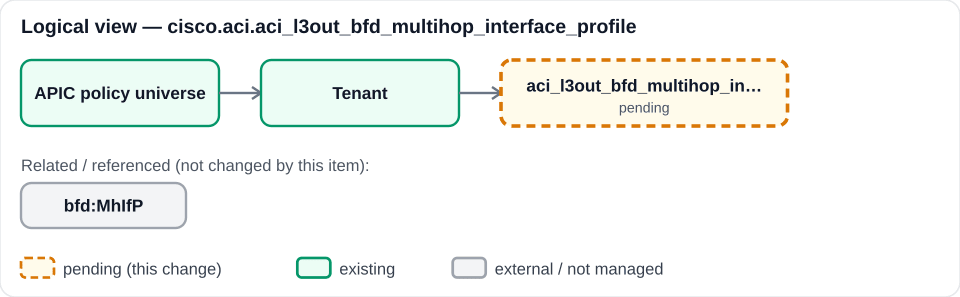 Logical view — cisco.aci.aci_l3out_bfd_multihop_interface_profile
APIC policy universe
Tenant
aci_l3out_bfd_multihop_in…
pending
Related / referenced (not changed by this item):
bfd:MhIfP
pending (this change)
existing
external / not managed